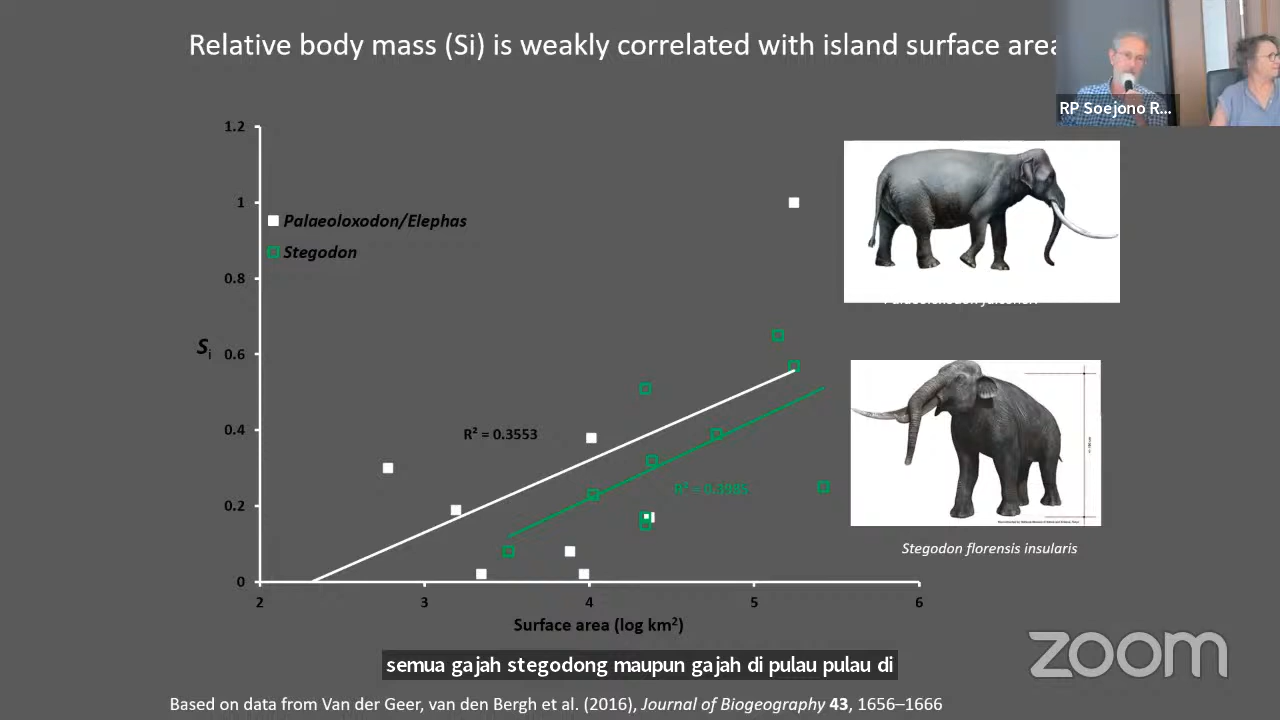 Relative body mass (Si) is weakly correlated with island surface area
RP Soejono R...
1.2
1
0.8
0.6
0.4
0.2
0
Si
Palaeoloxodon/Elephas
Stegodon
R² = 0.3553
R² = 0.3985
2
3
4
5
6
Surface area (log km²)
Stegodon florensis insularis
semua gajah stegodong maupun gajah di pulau pulau di
zoom
Based on data from Van der Geer, van den Bergh et al. (2016), Journal of Biogeography 43, 1656–1666